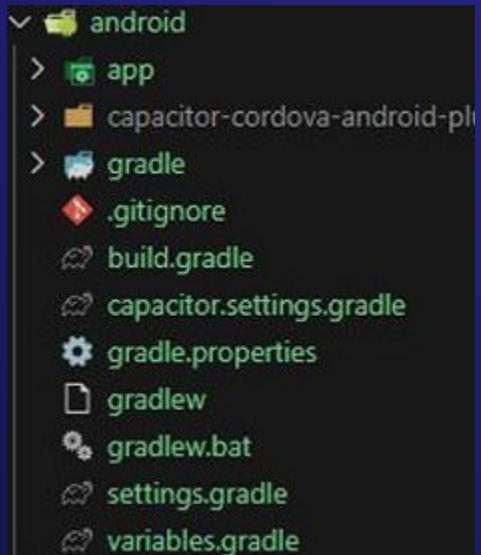 android
app
capacitor-cordova-android-pl
gradle
.gitignore
build.gradle
capacitor.settings.gradle
gradle.properties
gradlew
gradlew.bat
settings.gradle
variables.gradle